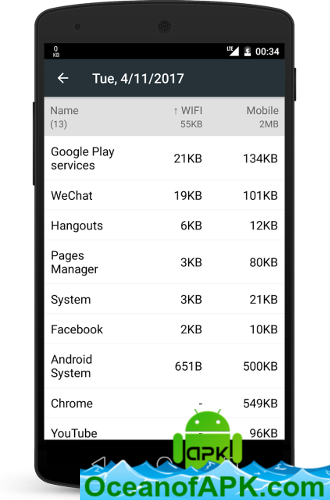 0
KB
LTE
00:34
Tue, 4/11/2017
Name ↑ WIFI Mobile
(13) 55KB 2MB
Google Play
services 21KB 134KB
WeChat 19KB 101KB
Hangouts 6KB 12KB
Pages
Manager 3KB 80KB
System 3KB 21KB
Facebook 2KB 10KB
Android
System 651B 500KB
Chrome - 549KB
YouTube 96KB
apk!
OceanofAPK.com